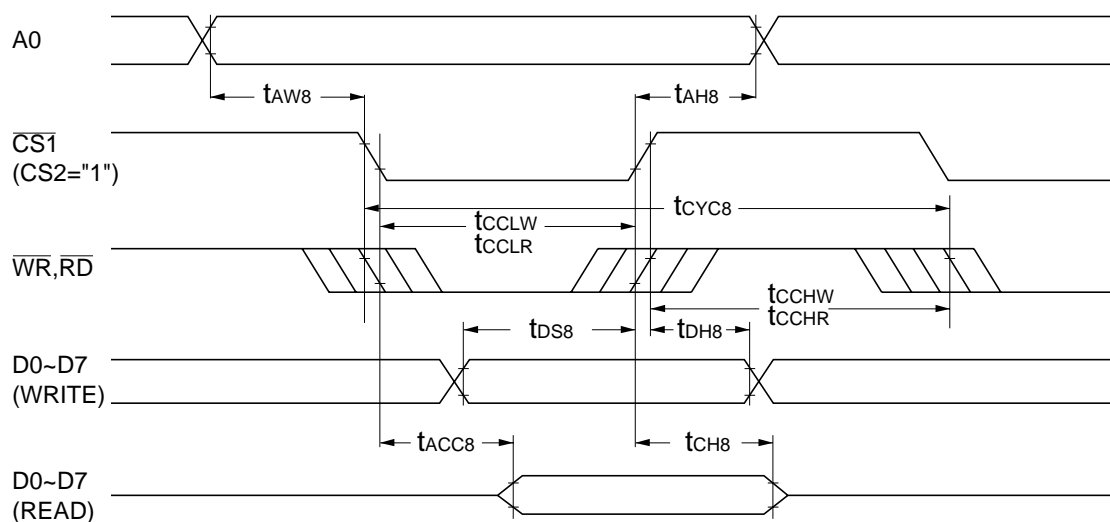 A0
tAW8 tAH8
CS1
(CS2="1")
tCYC8
tCCLW
tCCLR
WR,RD
tCCHW
tCCHR
tDS8 tDH8
D0~D7
(WRITE)
tACC8 tCH8
D0~D7
(READ)